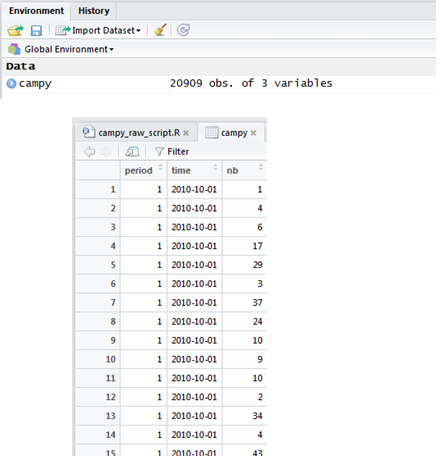 Environment History
Import Dataset
Global Environment
Data
campy 20909 obs. of 3 variables
campy_raw_script.R × campy ×
Filter
period time nb
1 1 2010-10-01 1
2 1 2010-10-01 4
3 1 2010-10-01 6
4 1 2010-10-01 17
5 1 2010-10-01 29
6 1 2010-10-01 3
7 1 2010-10-01 37
8 1 2010-10-01 24
9 1 2010-10-01 10
10 1 2010-10-01 9
11 1 2010-10-01 10
12 1 2010-10-01 2
13 1 2010-10-01 34
14 1 2010-10-01 4
15 1 2010-10-01 43